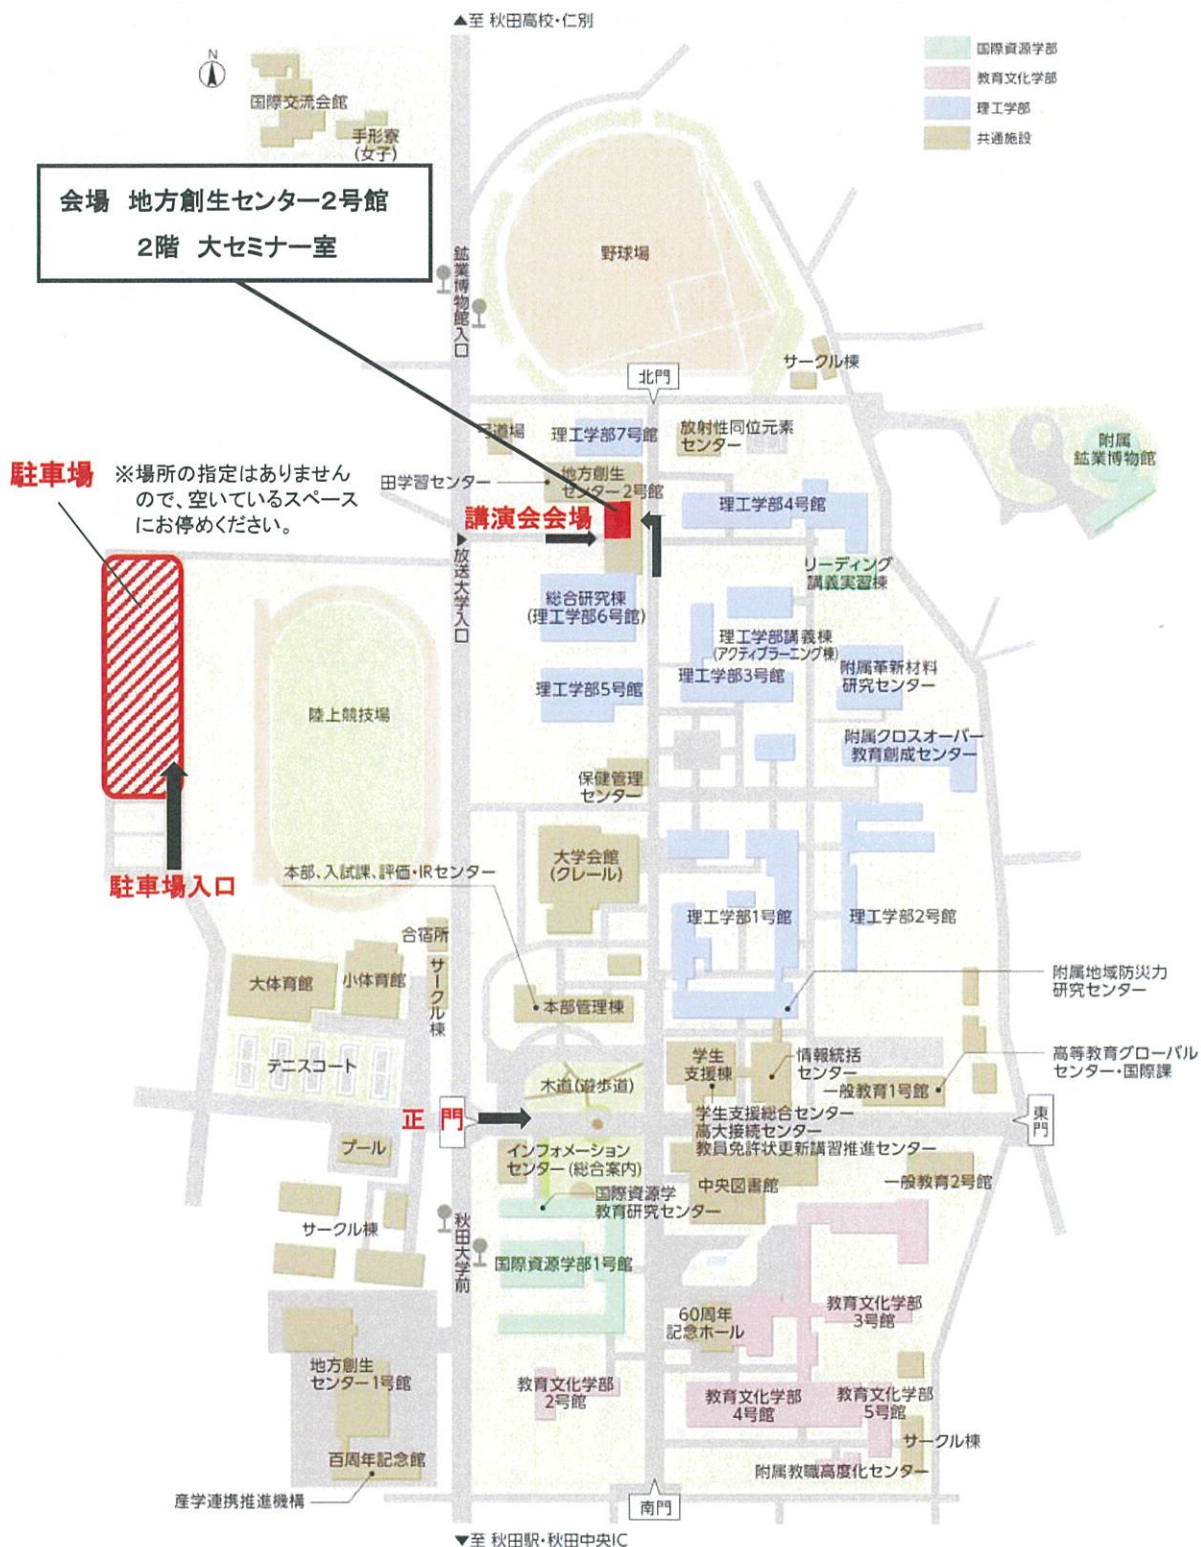 ▲至 秋田高校・仁別
N
国際資源学部
教育文化学部
理工学部
共通施設
国際交流会館
手形寮
(女子)
会場 地方創生センター2号館
2階 大セミナー室
鉱業博物館入口
野球場
サークル棟
北門
弓道場
理工学部7号館
放射性同位元素
センター
附属
鉱業博物館
駐車場
※場所の指定はありません
ので、空いているスペース
にお停めください。
田学習センター
地方創生
センター2号館
理工学部4号館
講演会会場
▶放送大学入口
リーディング
講義実習棟
総合研究棟
(理工学部6号館)
理工学部講義棟
(アクティブラーニング棟)
理工学部5号館
理工学部3号館
附属革新材料
研究センター
陸上競技場
附属クロスオーバー
教育創成センター
保健管理
センター
駐車場入口
本部、入試課、評価・IRセンター
大学会館
(クレール)
理工学部1号館
理工学部2号館
合宿所
サークル棟
大体育館
小体育館
本部管理棟
附属地域防災力
研究センター
テニスコート
木道(遊歩道)
学生
支援棟
情報統括
センター
一般教育1号館
高等教育グローバル
センター・国際課
正門
学生支援総合センター
高大接続センター
教員免許状更新講習推進センター
東門
プール
インフォメーション
センター(総合案内)
中央図書館
一般教育2号館
国際資源学
教育研究センター
サークル棟
秋田大学前
国際資源学部1号館
60周年
記念ホール
教育文化学部
3号館
地方創生
センター1号館
教育文化学部
2号館
教育文化学部
4号館
教育文化学部
5号館
サークル棟
百周年記念館
附属教職高度化センター
産学連携推進機構
南門
▼至 秋田駅・秋田中央IC